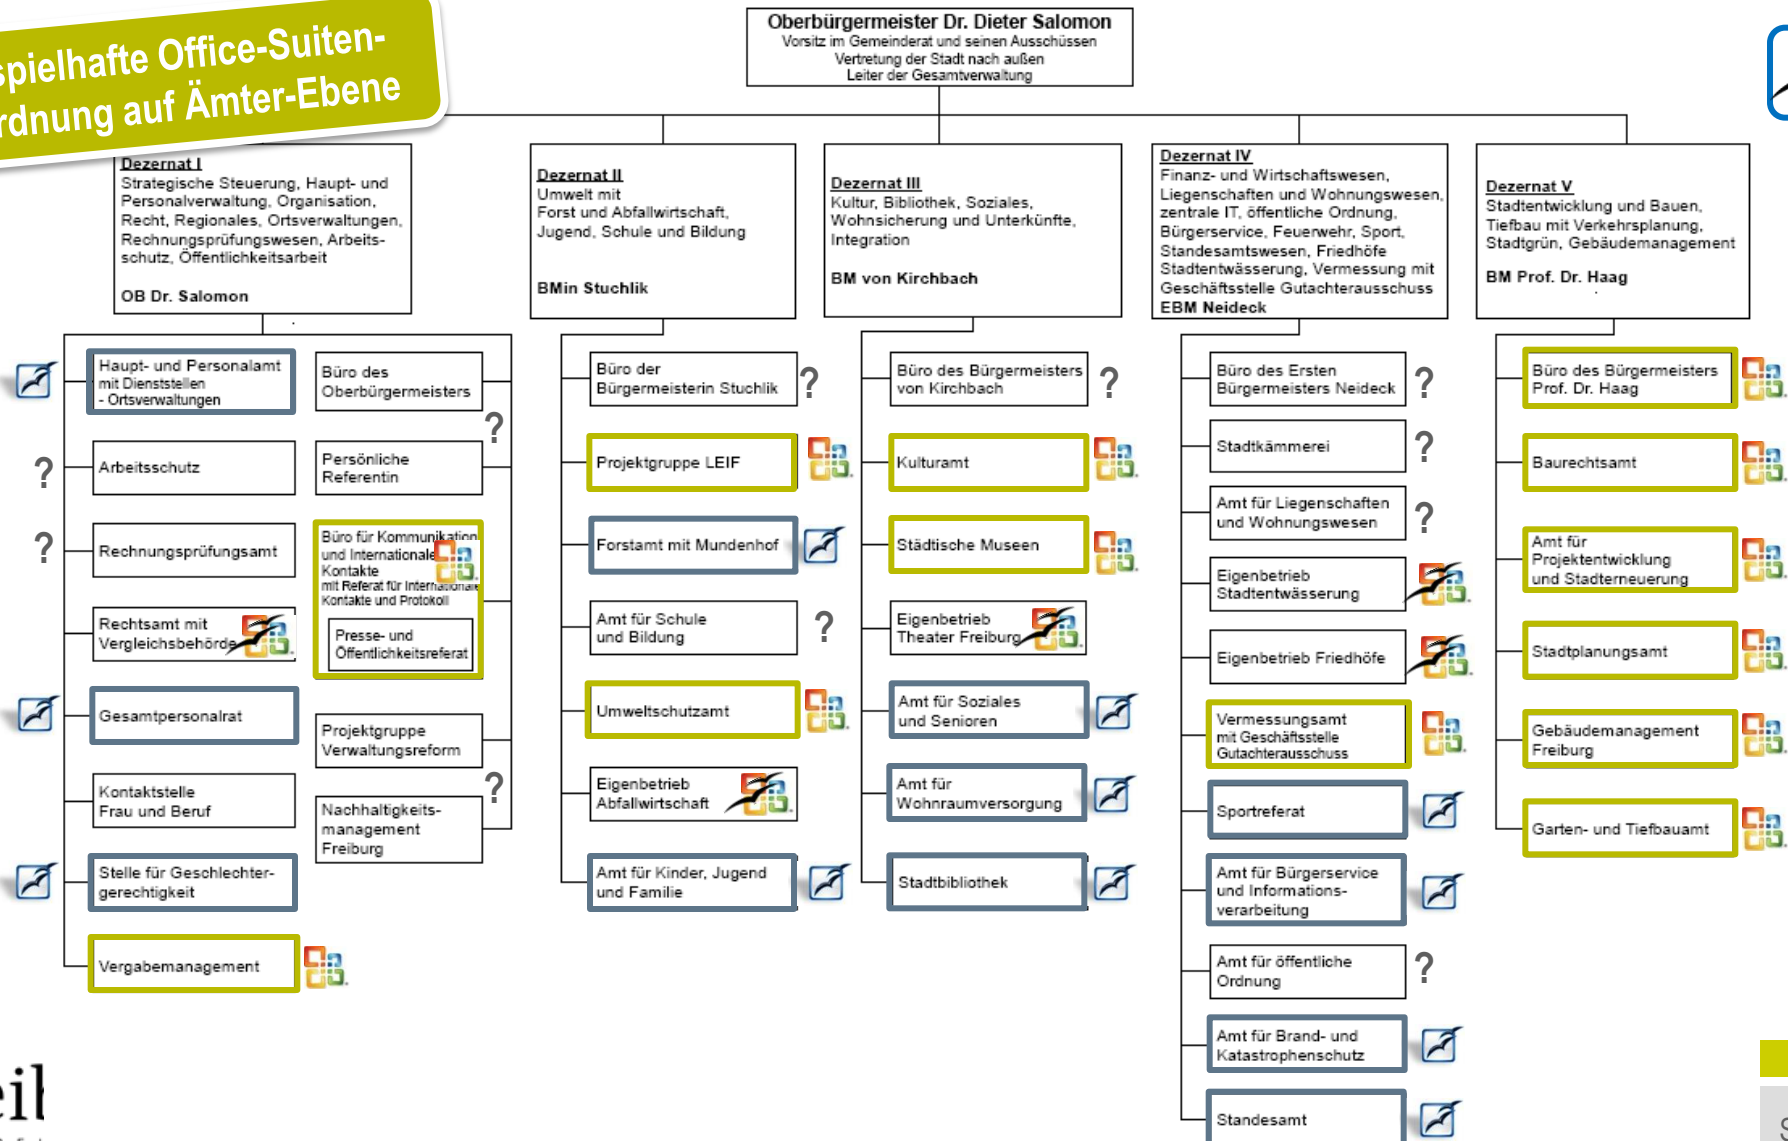 spielhafte Office-Suiten-
rdnung auf Ämter-Ebene
Oberbürgermeister Dr. Dieter Salomon
Vorsitz im Gemeinderat und seinen Ausschüssen
Vertretung der Stadt nach außen
Leiter der Gesamtverwaltung
Dezernat I
Strategische Steuerung, Haupt- und
Personalverwaltung, Organisation,
Recht, Regionales, Ortsverwaltungen,
Rechnungsprüfungswesen, Arbeits-
schutz, Öffentlichkeitsarbeit
OB Dr. Salomon
Dezernat II
Umwelt mit
Forst und Abfallwirtschaft,
Jugend, Schule und Bildung
BMin Stuchlik
Dezernat III
Kultur, Bibliothek, Soziales,
Wohnsicherung und Unterkünfte,
Integration
BM von Kirchbach
Dezernat IV
Finanz- und Wirtschaftswesen,
Liegenschaften und Wohnungswesen,
zentrale IT, öffentliche Ordnung,
Bürgerservice, Feuerwehr, Sport,
Standesamtswesen, Friedhöfe
Stadtentwässerung, Vermessung mit
Geschäftsstelle Gutachterausschuss
EBM Neideck
Dezernat V
Stadtentwicklung und Bauen,
Tiefbau mit Verkehrsplanung,
Stadtgrün, Gebäudemanagement
BM Prof. Dr. Haag
Haupt- und Personalamt
mit Dienststellen
- Ortsverwaltungen
?
Arbeitsschutz
?
Rechnungsprüfungsamt
Rechtsamt mit
Vergleichsbehörde
Gesamtpersonalrat
Kontaktstelle
Frau und Beruf
Stelle für Geschlechter-
gerechtigkeit
Vergabemanagement
Büro des
Oberbürgermeisters
?
Persönliche
Referentin
Büro für Kommunikation
und Internationale
Kontakte
mit Referat für Internationale
Kontakte und Protokoll
Presse- und
Öffentlichkeitsreferat
Projektgruppe
Verwaltungsreform
?
Nachhaltigkeits-
management
Freiburg
Büro der
Bürgermeisterin Stuchlik
?
Projektgruppe LEIF
Forstamt mit Mundenhof
Amt für Schule
und Bildung
?
Umweltschutzamt
Eigenbetrieb
Abfallwirtschaft
Amt für Kinder, Jugend
und Familie
Büro des Bürgermeisters
von Kirchbach
?
Kulturamt
Städtische Museen
Eigenbetrieb
Theater Freiburg
Amt für Soziales
und Senioren
Amt für
Wohnraumversorgung
Stadtbibliothek
Büro des Ersten
Bürgermeisters Neideck
?
Stadtkämmerei
?
Amt für Liegenschaften
und Wohnungswesen
?
Eigenbetrieb
Stadtentwässerung
Eigenbetrieb Friedhöfe
Vermessungsamt
mit Geschäftsstelle
Gutachterausschuss
Sportreferat
Amt für Bürgerservice
und Informations-
verarbeitung
Amt für öffentliche
Ordnung
?
Amt für Brand- und
Katastrophenschutz
Standesamt
Büro des Bürgermeisters
Prof. Dr. Haag
Baurechtsamt
Amt für
Projektentwicklung
und Stadterneuerung
Stadtplanungsamt
Gebäudemanagement
Freiburg
Garten- und Tiefbauamt